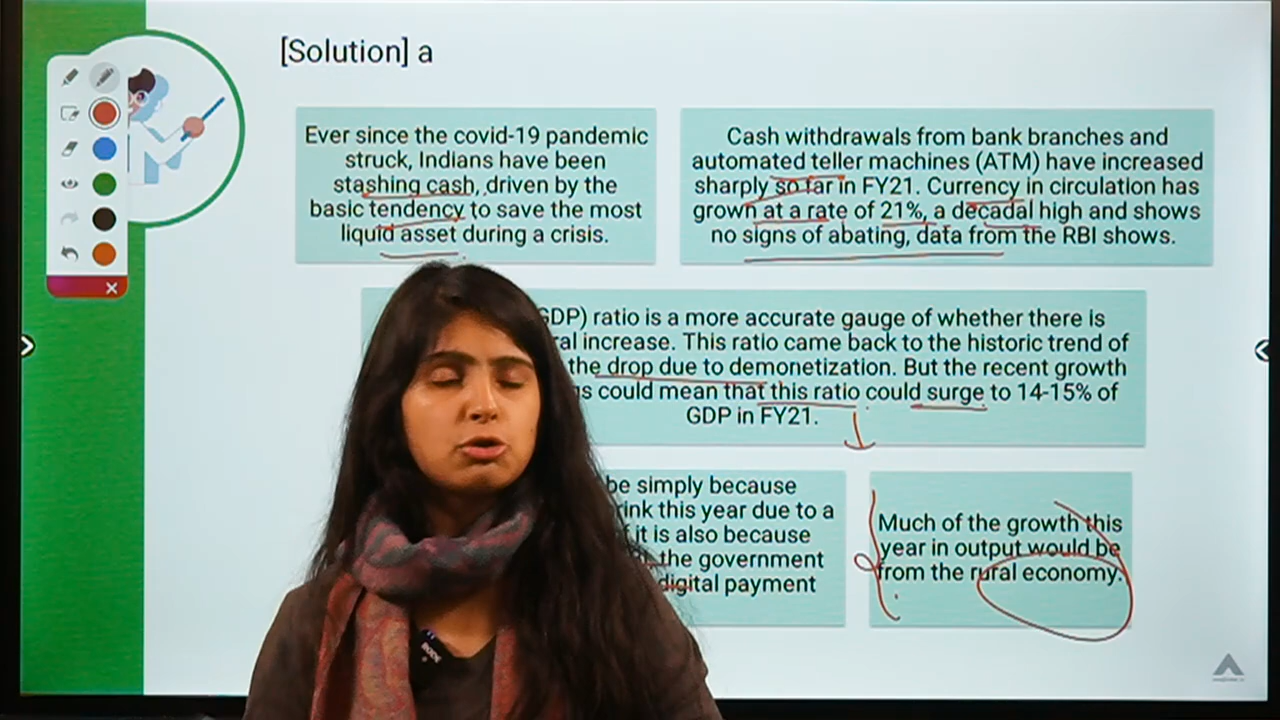 [Solution] a
Ever since the covid-19 pandemic
struck, Indians have been
stashing cash, driven by the
basic tendency to save the most
liquid asset during a crisis.
Cash withdrawals from bank branches and
automated teller machines (ATM) have increased
sharply so far in FY21. Currency in circulation has
grown at a rate of 21%, a decadal high and shows
no signs of abating, data from the RBI shows.
GDP) ratio is a more accurate gauge of whether there is
increase. This ratio came back to the historic trend of
the drop due to demonetization. But the recent growth
could mean that this ratio could surge to 14-15% of
GDP in FY21.
be simply because
this year due to a
it is also because
the government
digital payment
Much of the growth this
year in output would be
from the rural economy.
RODE